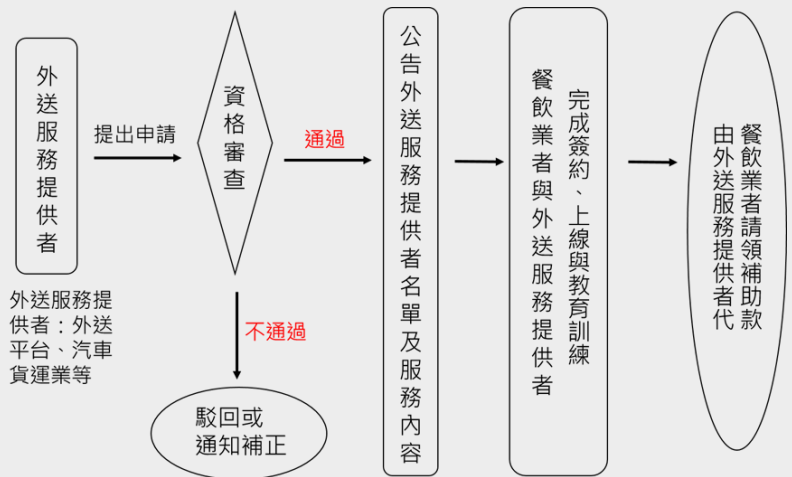 外送服務提供者
外送服務提
供者：外送
平台、汽車
貨運業等
提出申請
資格審查
通過
不通過
駁回或
通知補正
公告外送服務提供者名單及服務內容
餐飲業者與外送服務提供者
完成簽約、上線與教育訓練
由外送服務提供者代
餐飲業者請領補助款